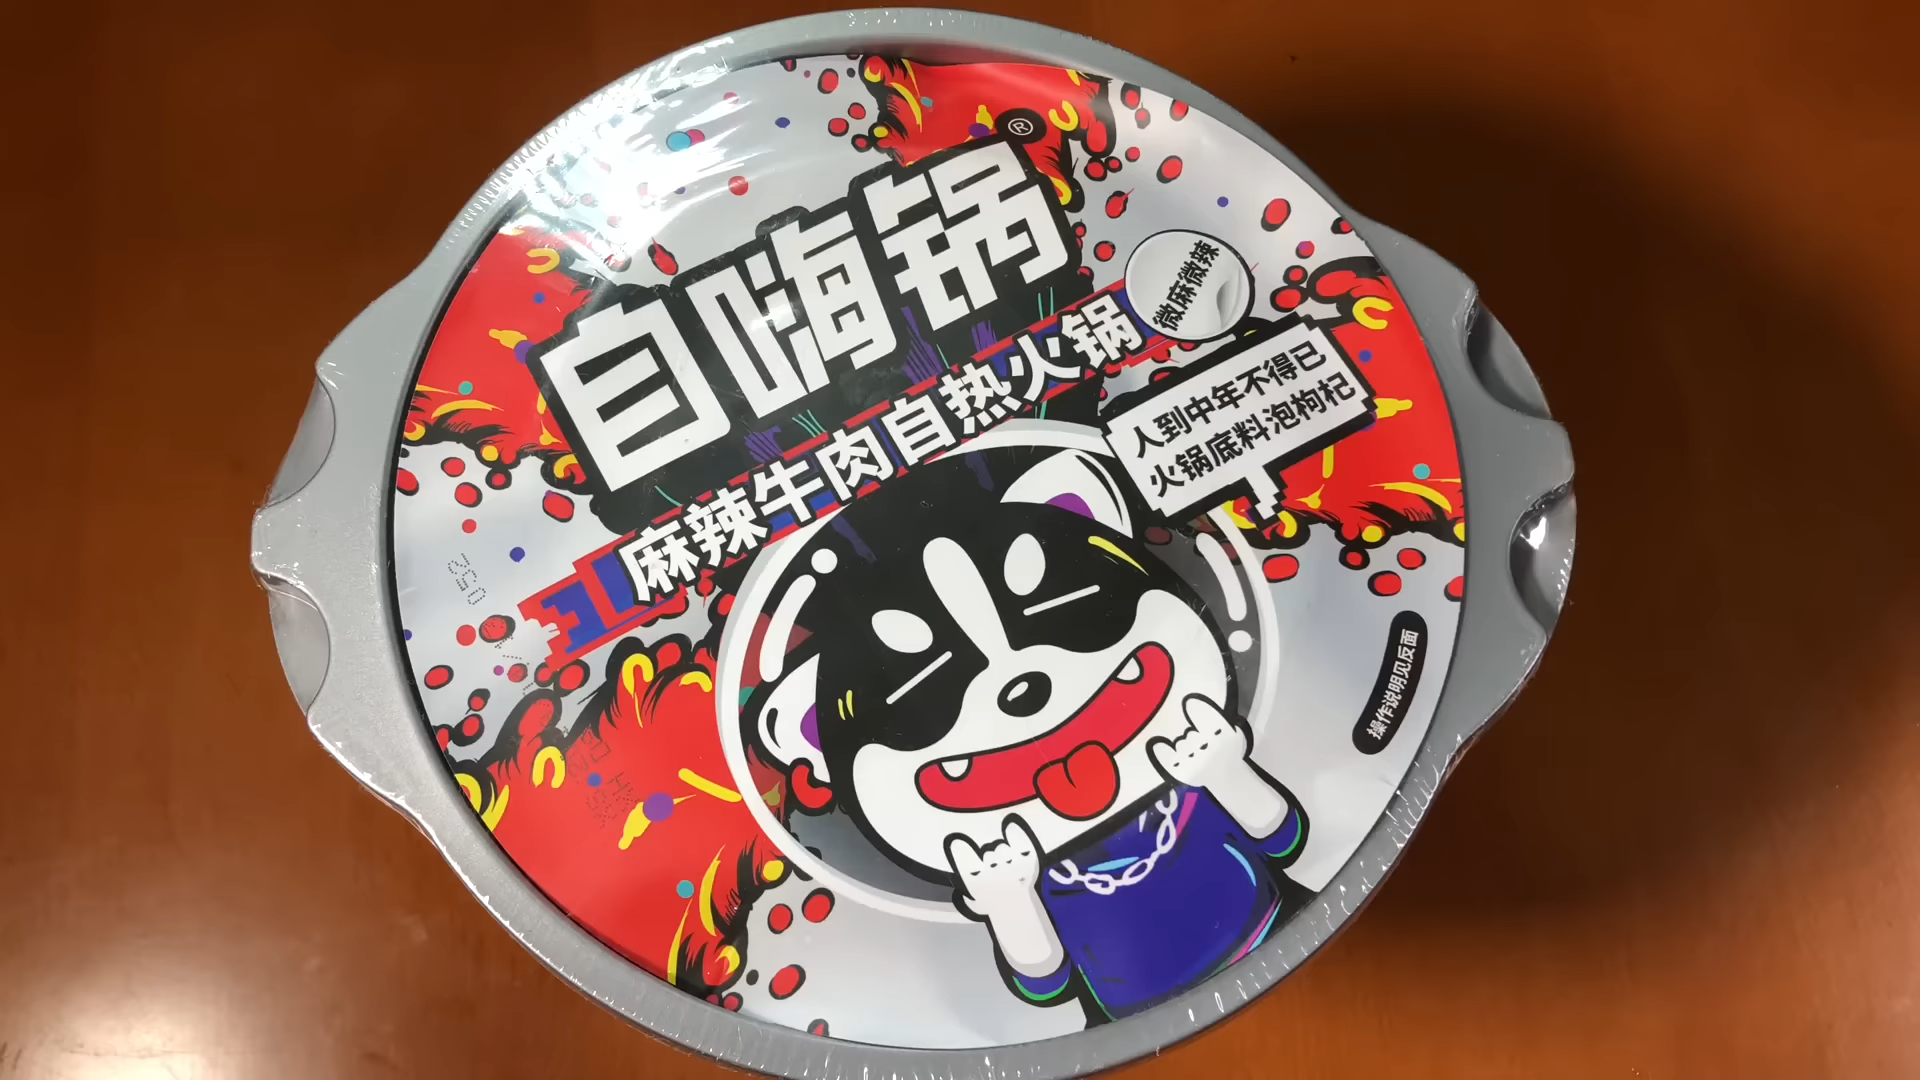 自嗨锅®
麻辣牛肉自热火锅
微麻微辣
人到中年不得已
火锅底料泡枸杞
操作说明见反面